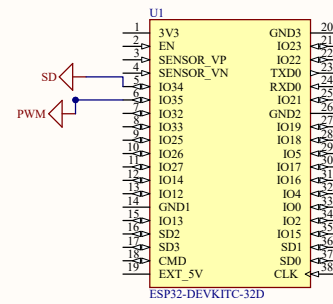 U1
1 3V3 GND3 20
2 EN IO23 21
3 SENSOR_VP IO22 22
4 SENSOR_VN TXD0 23
SD 5 IO34 RXD0 24
PWM 6 IO35 IO21 25
7 IO32 GND2 26
8 IO33 IO19 27
9 IO25 IO18 28
10 IO26 IO5 29
11 IO27 IO17 30
12 IO14 IO16 31
13 IO12 IO4 32
14 GND1 IO0 33
15 IO13 IO2 34
16 SD2 IO15 35
17 SD3 SD1 36
18 CMD SD0 37
19 EXT_5V CLK 38
ESP32-DEVKITC-32D